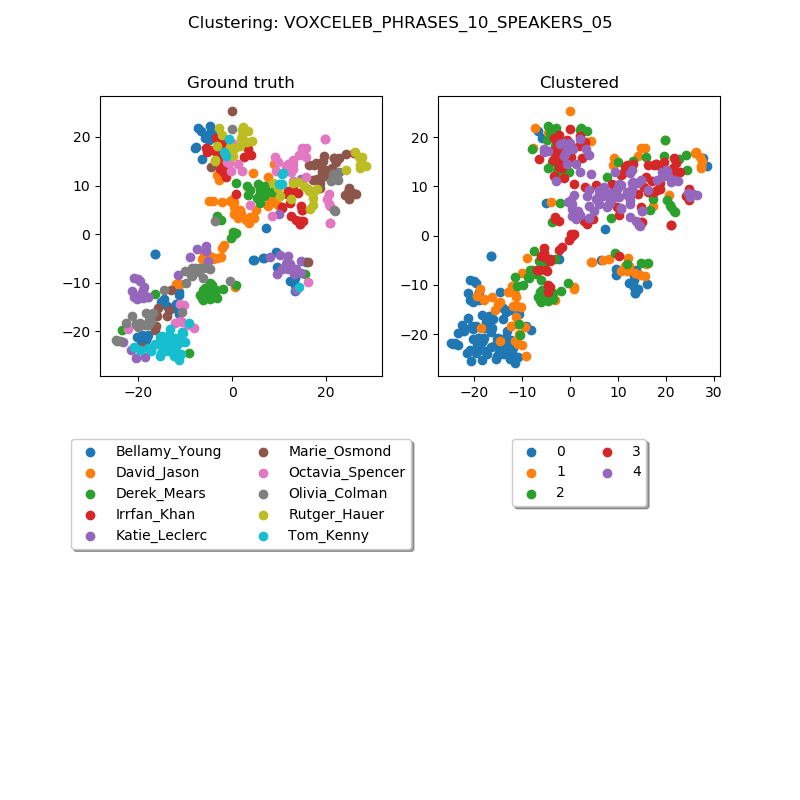 Clustering: VOXCELEB_PHRASES_10_SPEAKERS_05
Ground truth
20
10
0
−10
−20
−20
0
20
Bellamy_Young
David_Jason
Derek_Mears
Irrfan_Khan
Katie_Leclerc
Marie_Osmond
Octavia_Spencer
Olivia_Colman
Rutger_Hauer
Tom_Kenny
Clustered
20
10
0
−10
−20
−20
−10
0
10
20
30
0
1
2
3
4